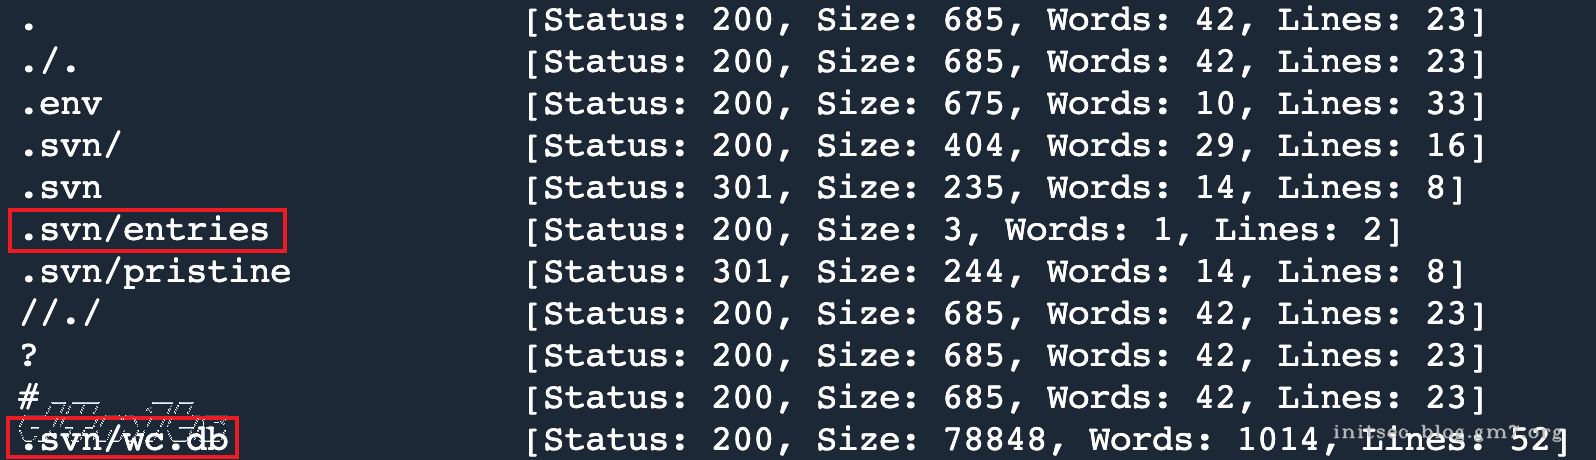 . [Status: 200, Size: 685, Words: 42, Lines: 23]
./. [Status: 200, Size: 685, Words: 42, Lines: 23]
.env [Status: 200, Size: 675, Words: 10, Lines: 33]
.svn/ [Status: 200, Size: 404, Words: 29, Lines: 16]
.svn [Status: 301, Size: 235, Words: 14, Lines: 8]
.svn/entries [Status: 200, Size: 3, Words: 1, Lines: 2]
.svn/pristine [Status: 301, Size: 244, Words: 14, Lines: 8]
//./ [Status: 200, Size: 685, Words: 42, Lines: 23]
? [Status: 200, Size: 685, Words: 42, Lines: 23]
# [Status: 200, Size: 685, Words: 42, Lines: 23]
.svn/wc.db [Status: 200, Size: 78848, Words: 1014, Lines: 52]